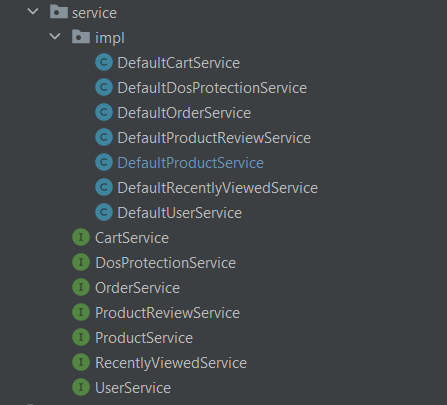 service
impl
C DefaultCartService
C DefaultDosProtectionService
C DefaultOrderService
C DefaultProductReviewService
C DefaultProductService
C DefaultRecentlyViewedService
C DefaultUserService
I CartService
I DosProtectionService
I OrderService
I ProductReviewService
I ProductService
I RecentlyViewedService
I UserService